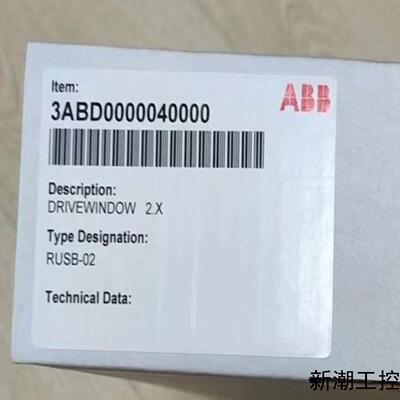 Item:
ABB
3ABD0000040000
Description:
DRIVEWINDOW 2.X
Type Designation:
RUSB-02
Technical Data:
新潮工控